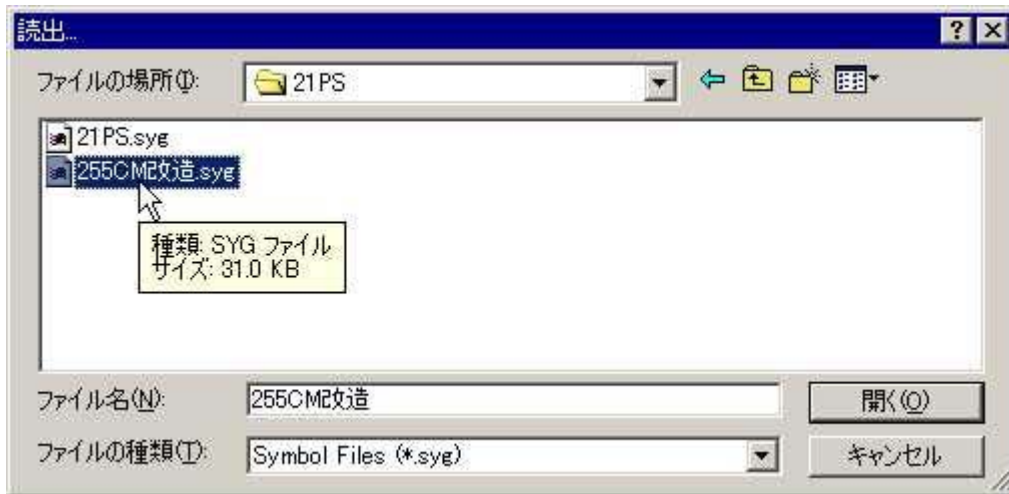 読出...
ファイルの場所(I):
21PS
21PS.syg
255CM改造.syg
種類: SYG ファイル
サイズ: 31.0 KB
ファイル名(N):
255CM改造
開く(O)
ファイルの種類(T):
Symbol Files (*.syg)
キャンセル